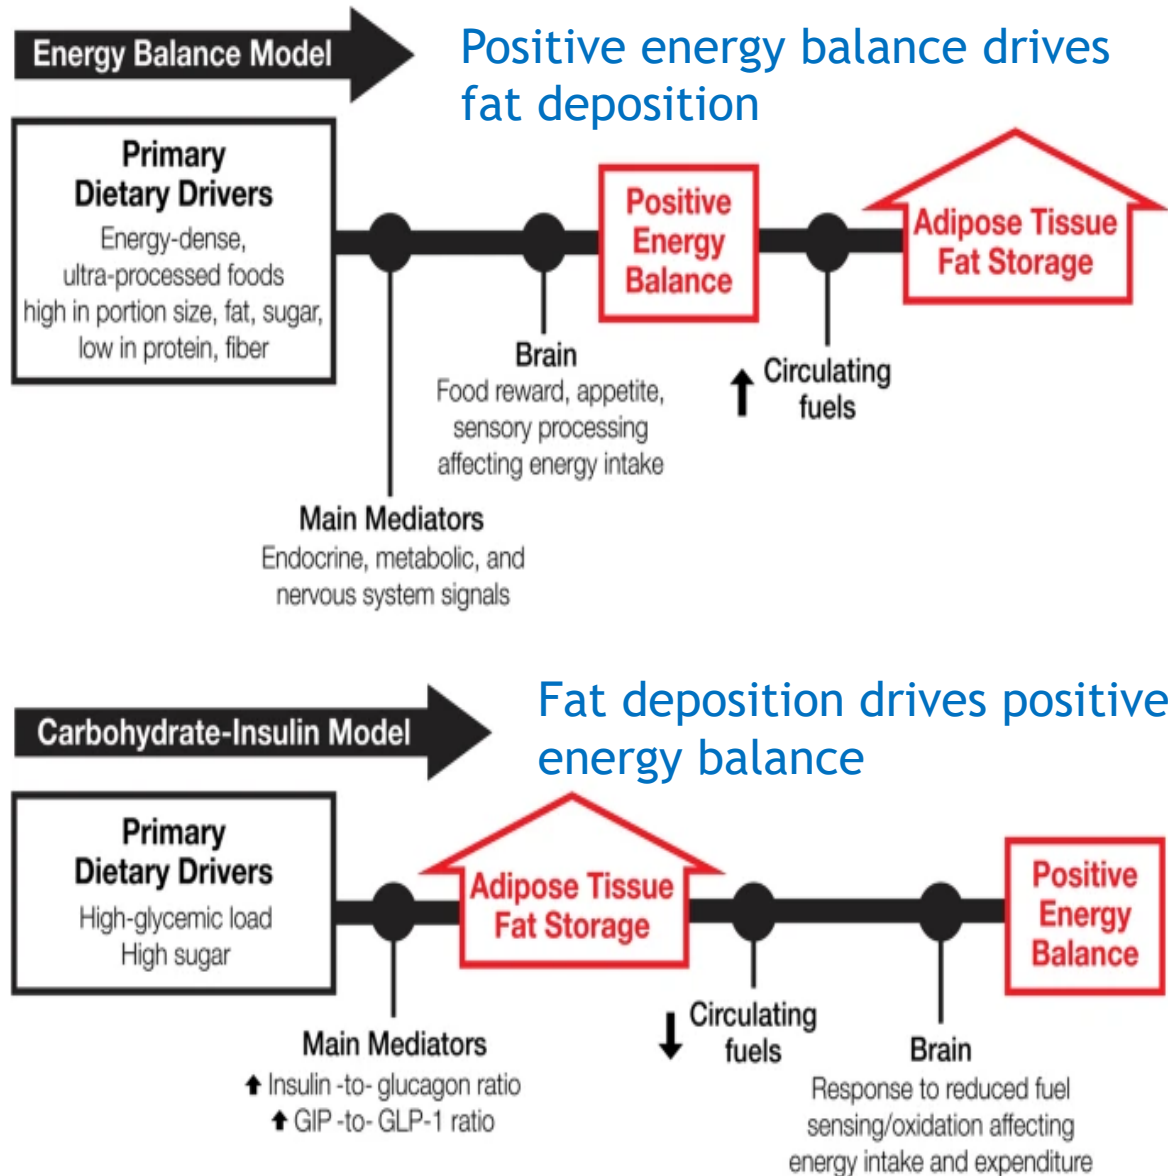 Energy Balance Model
Positive energy balance drives
fat deposition
Primary
Dietary Drivers
Energy-dense,
ultra-processed foods
high in portion size, fat, sugar,
low in protein, fiber
Positive
Energy
Balance
Adipose Tissue
Fat Storage
Brain
Food reward, appetite,
sensory processing
affecting energy intake
Circulating
fuels
Main Mediators
Endocrine, metabolic, and
nervous system signals
Carbohydrate-Insulin Model
Fat deposition drives positive
energy balance
Primary
Dietary Drivers
High-glycemic load
High sugar
Adipose Tissue
Fat Storage
Positive
Energy
Balance
Main Mediators
Insulin -to- glucagon ratio
GIP -to- GLP-1 ratio
Circulating
fuels
Brain
Response to reduced fuel
sensing/oxidation affecting
energy intake and expenditure